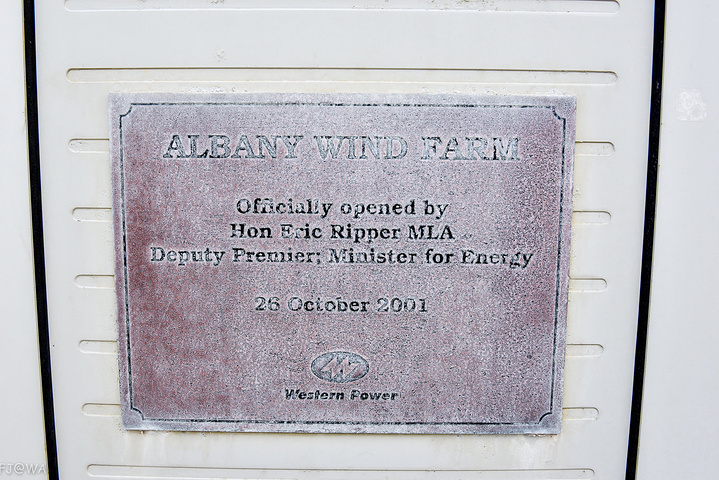 ALBANY WIND FARM
Officially opened by
Hon Eric Ripper MLA
Deputy Premier; Minister for Energy
26 October 2001
Western Power
FJ@WA